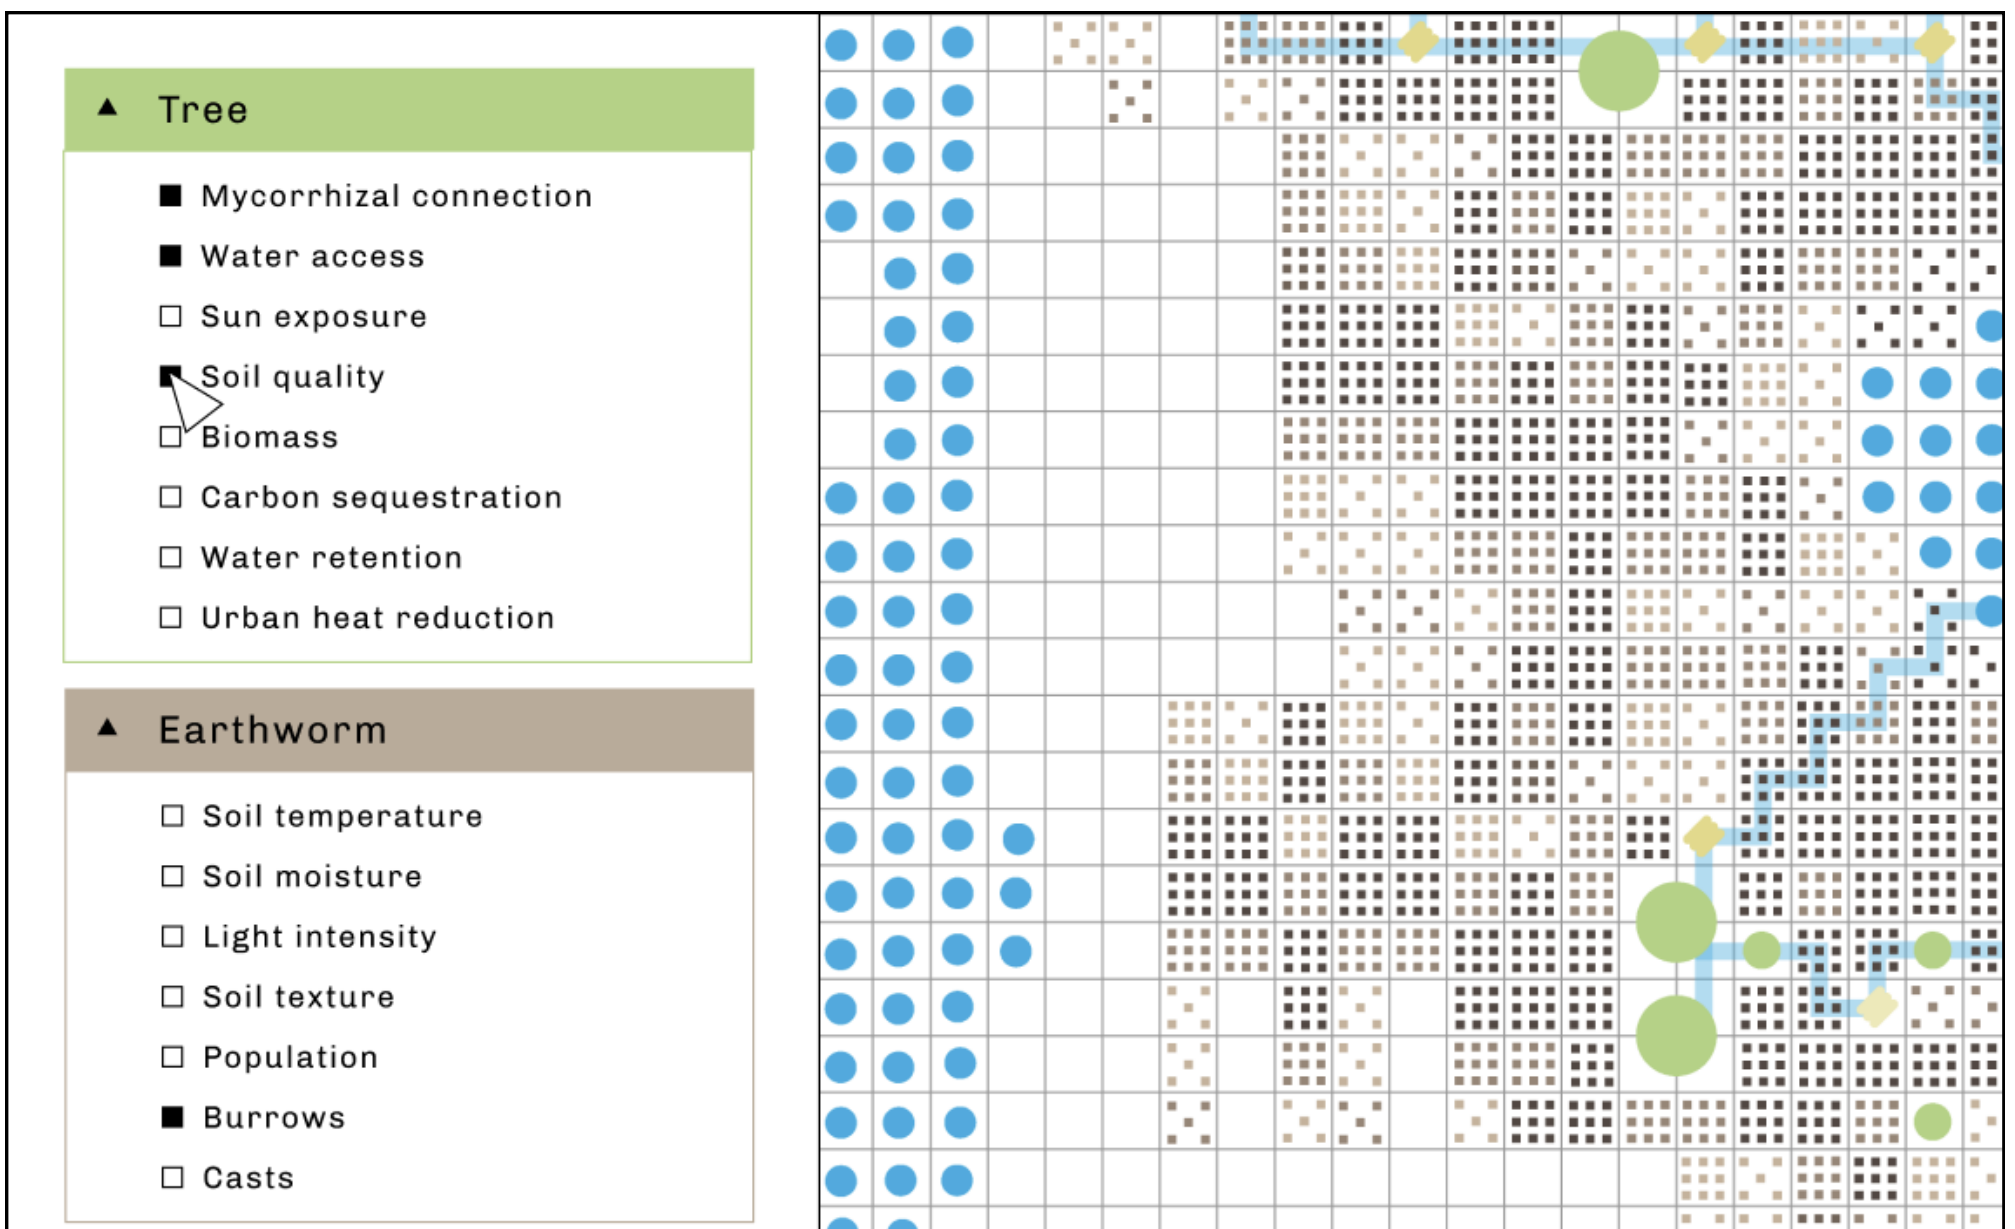 Tree
Mycorrhizal connection
Water access
Sun exposure
Soil quality
Biomass
Carbon sequestration
Water retention
Urban heat reduction
Earthworm
Soil temperature
Soil moisture
Light intensity
Soil texture
Population
Burrows
Casts